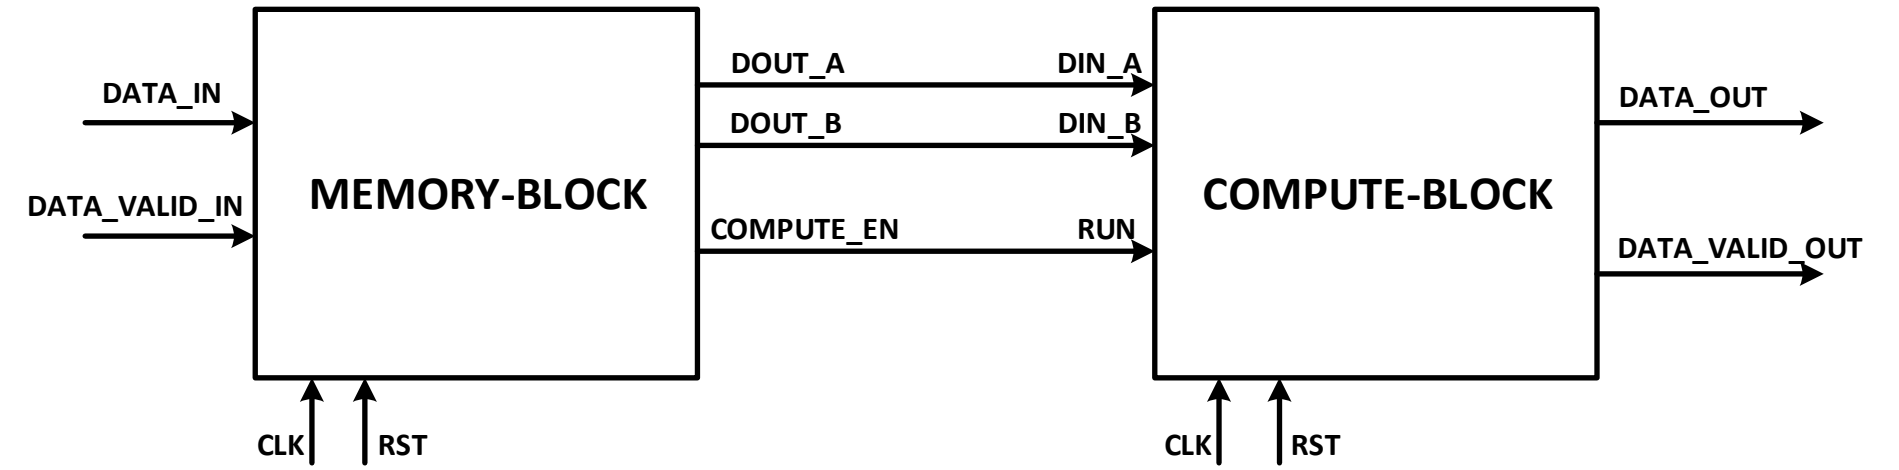 DATA_IN
DATA_VALID_IN
MEMORY-BLOCK
CLK
RST
DOUT_A
DIN_A
DOUT_B
DIN_B
COMPUTE_EN
RUN
COMPUTE-BLOCK
CLK
RST
DATA_OUT
DATA_VALID_OUT